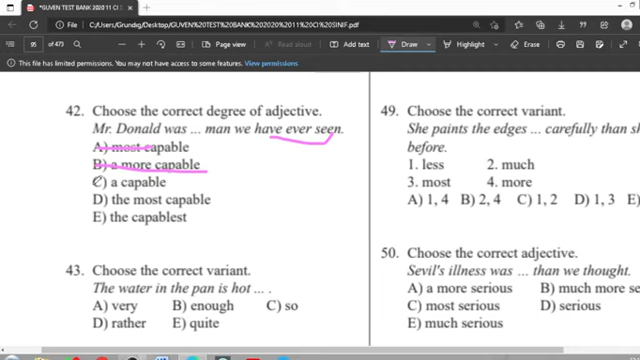 GUVEN TEST BANK 2020 11 CI S
File C:/Users/Grundig/Desktop/GUVEN%20TEST%20BANK%202020%2011%20CI%20SINIF.pdf
95 of 473 Page view Read aloud Add text Draw Highlight Erase
This file has limited permissions. You may not have access to some features. View permissions
42. Choose the correct degree of adjective.
Mr. Donald was ... man we have ever seen.
A) most capable
B) a more capable
C) a capable
D) the most capable
E) the capablest
43. Choose the correct variant.
The water in the pan is hot ... .
A) very B) enough C) so
D) rather E) quite
49. Choose the correct variant.
She paints the edges ... carefully than s
before.
1. less 2. much
3. most 4. more
A) 1, 4 B) 2, 4 C) 1, 2 D) 1, 3 E)
50. Choose the correct adjective.
Sevil's illness was ... than we thought.
A) a more serious B) much more se
C) most serious D) serious
E) much serious